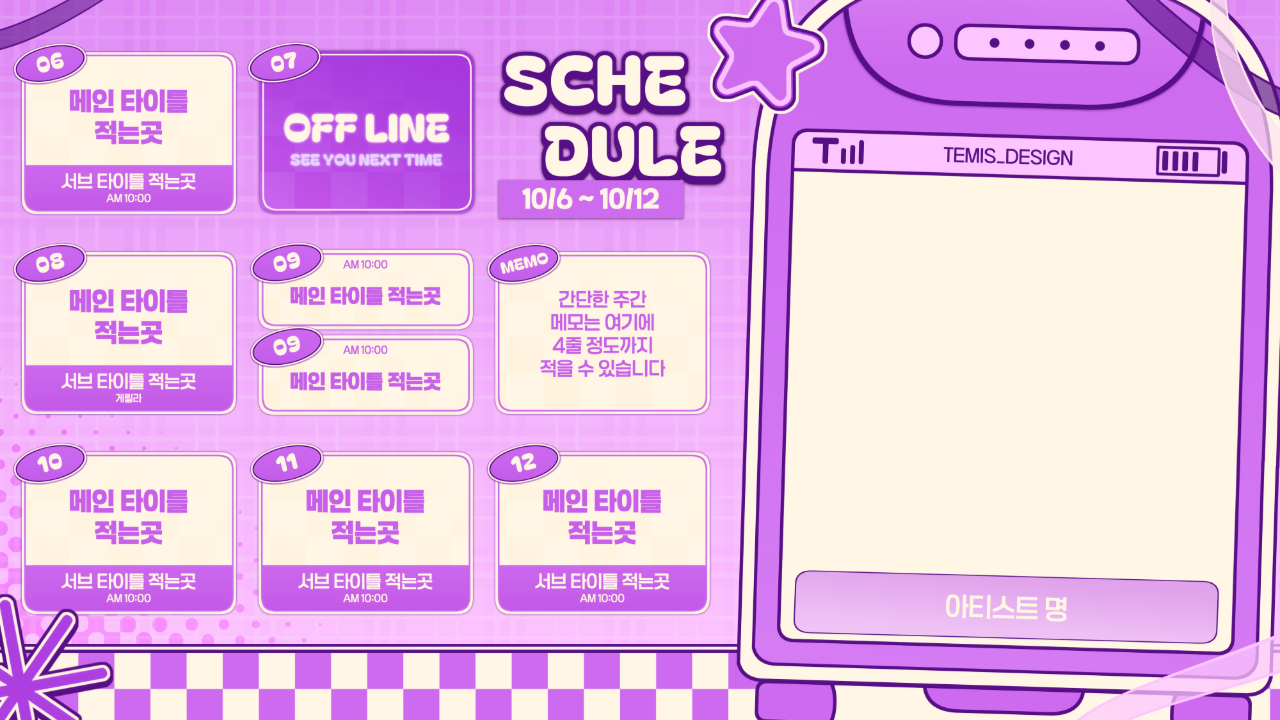 06
메인 타이틀
적는곳
서브 타이틀 적는곳
AM 10:00
07
OFF LINE
SEE YOU NEXT TIME
SCHE
DULE
10/6 ~ 10/12
08
메인 타이틀
적는곳
서브 타이틀 적는곳
게릴라
09
AM 10:00
메인 타이틀 적는곳
09
AM 10:00
메인 타이틀 적는곳
MEMO
간단한 주간
메모는 여기에
4줄 정도까지
적을 수 있습니다
10
메인 타이틀
적는곳
서브 타이틀 적는곳
AM 10:00
11
메인 타이틀
적는곳
서브 타이틀 적는곳
AM 10:00
12
메인 타이틀
적는곳
서브 타이틀 적는곳
AM 10:00
T
TEMIS_DESIGN
아티스트 명